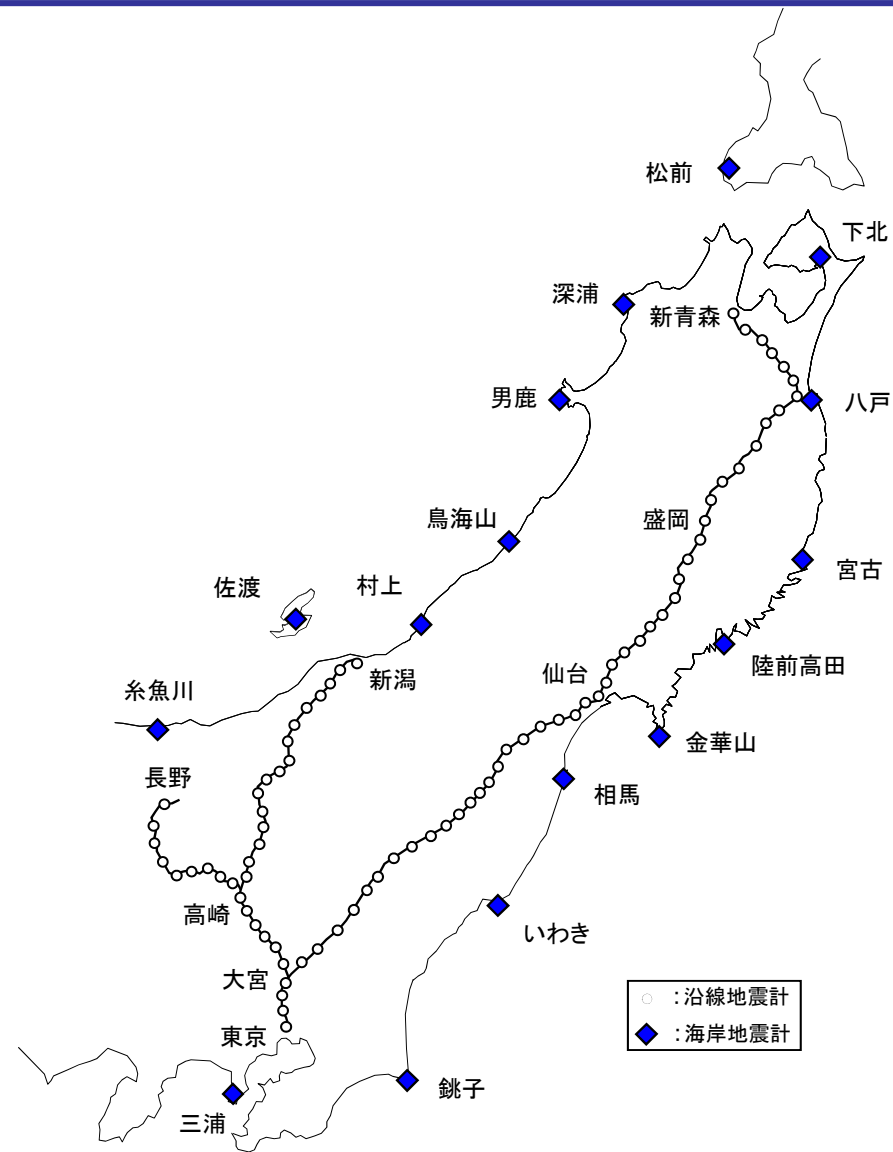 松前
下北
深浦
新青森
男鹿
八戸
鳥海山
盛岡
宮古
佐渡
村上
陸前高田
仙台
新潟
糸魚川
金華山
長野
相馬
高崎
いわき
大宮
:沿線地震計
:海岸地震計
東京
銚子
三浦